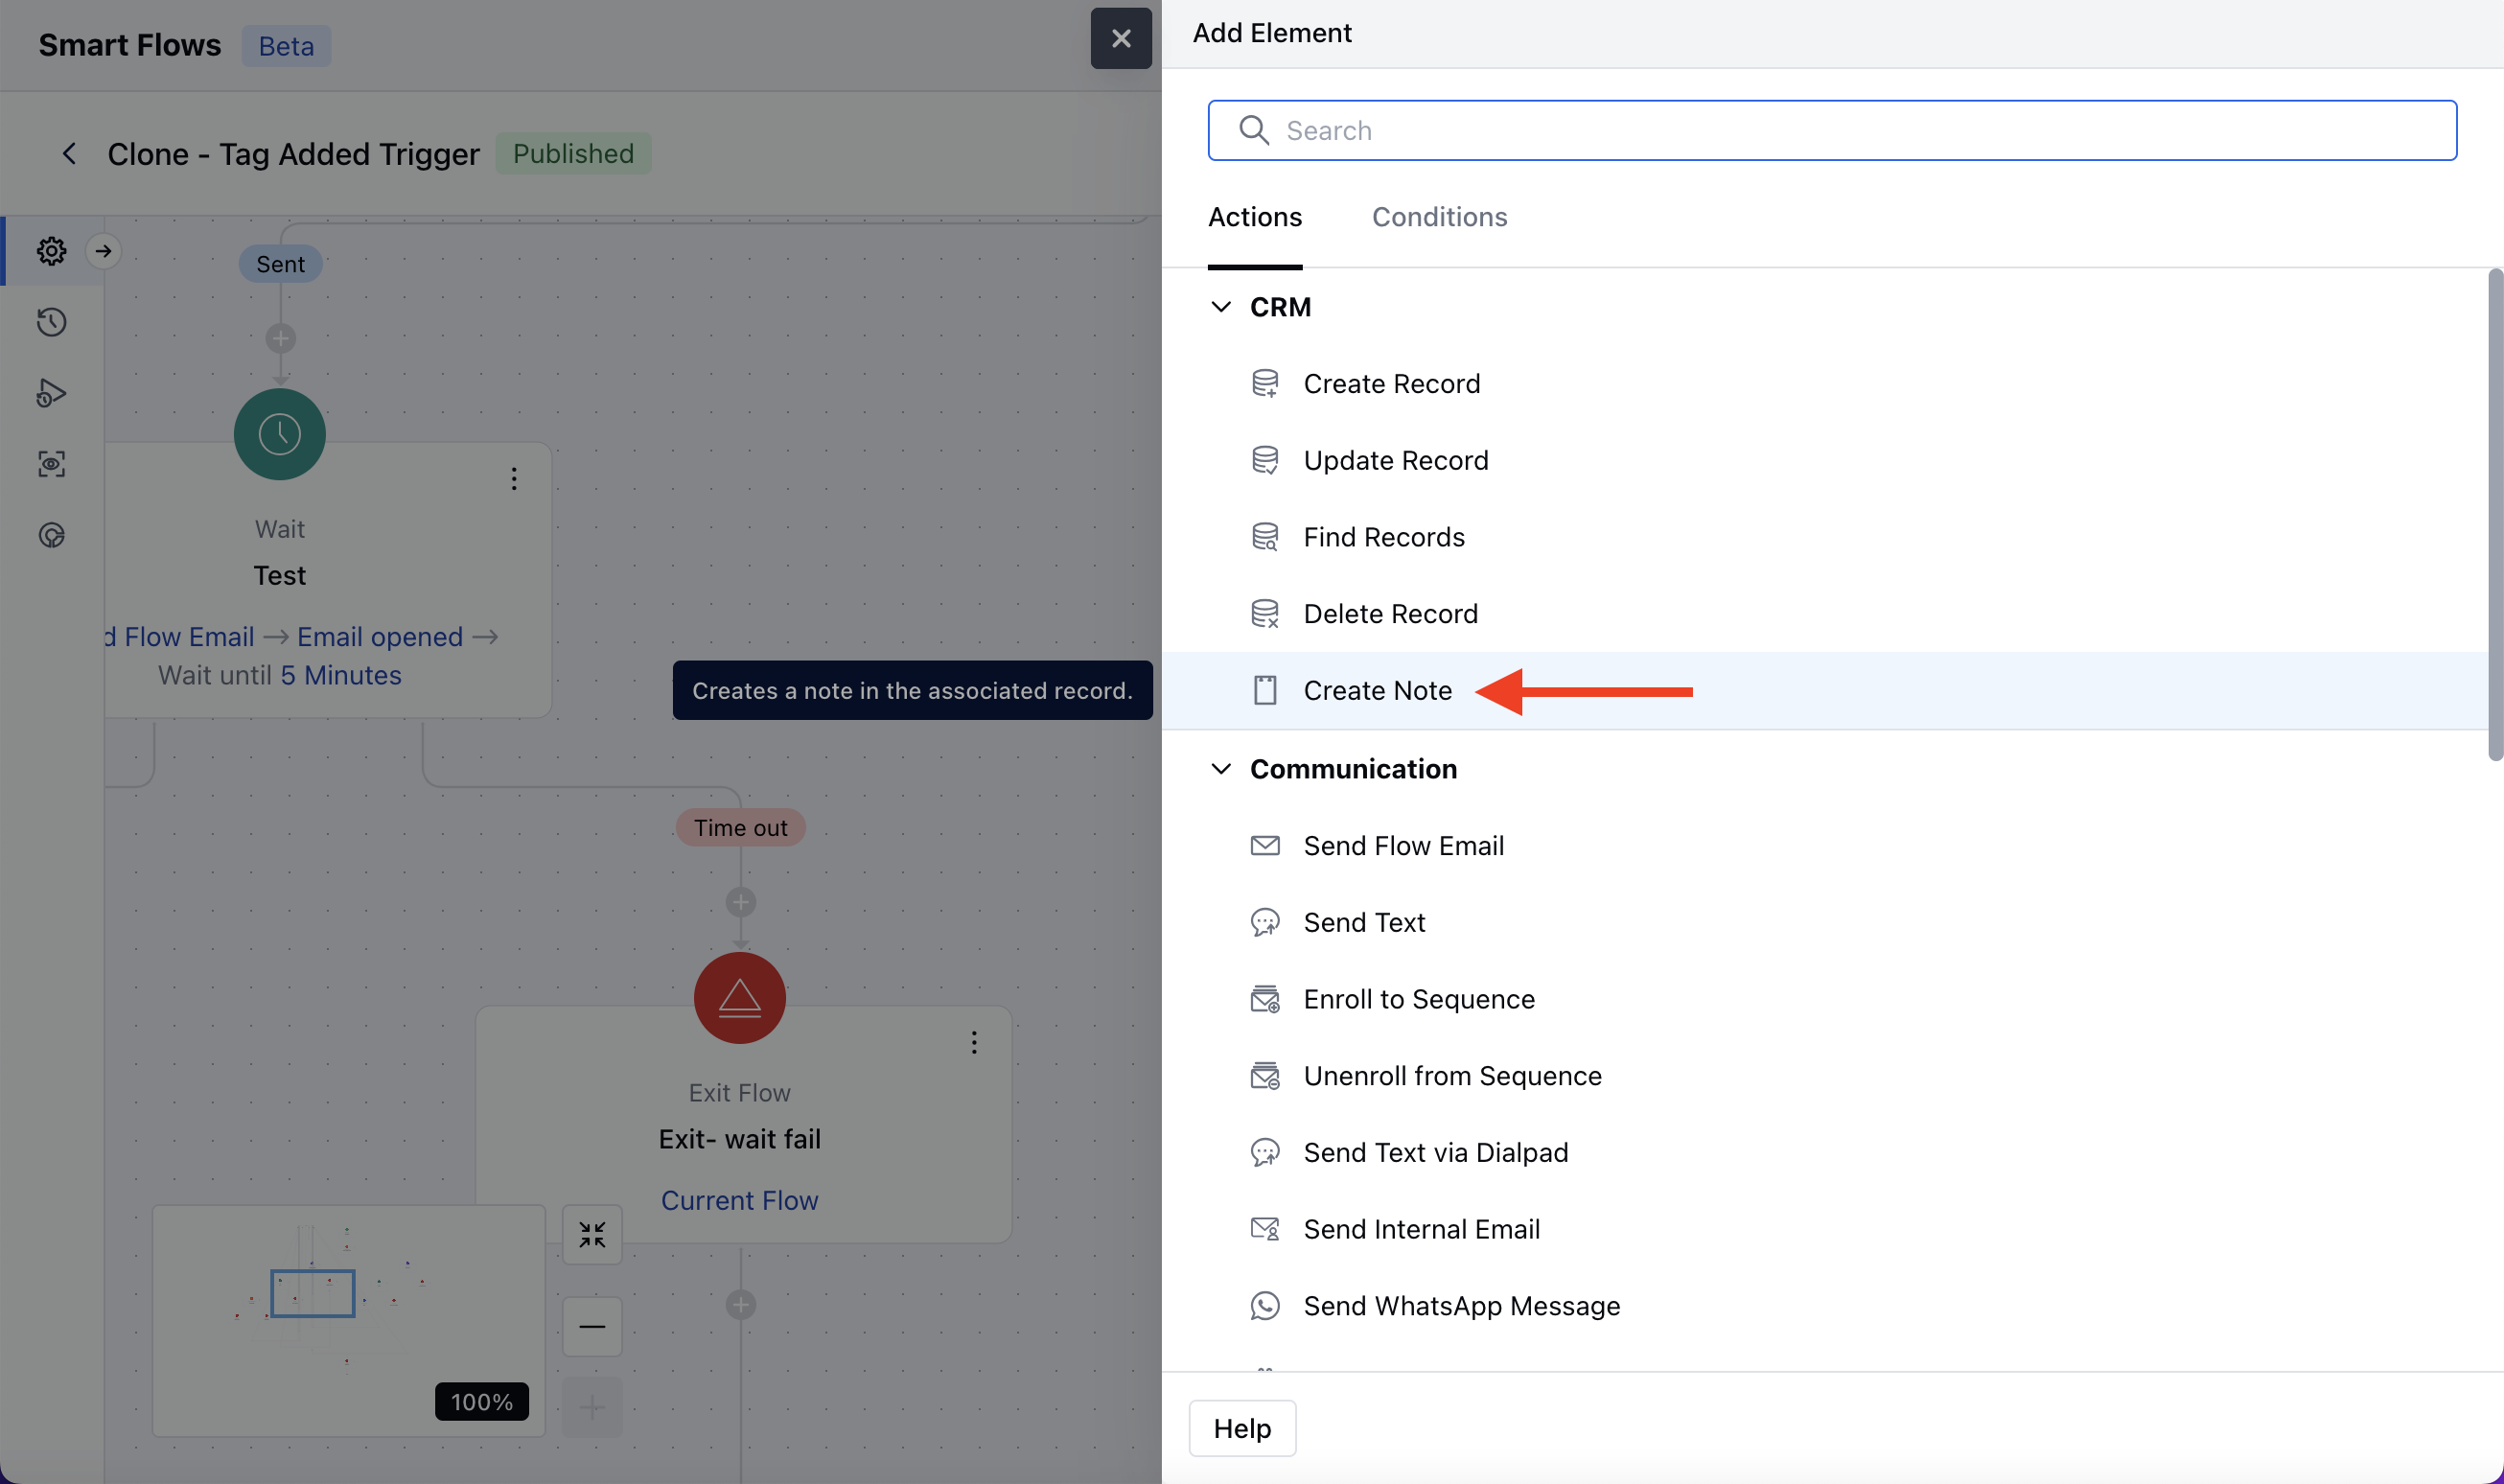 Smart Flows Beta
Clone - Tag Added Trigger Published
Sent
Wait
Test
d Flow Email → Email opened →
Wait until 5 Minutes
Creates a note in the associated record.
Time out
Exit Flow
Exit- wait fail
Current Flow
100%
Add Element
Search
Actions Conditions
CRM
Create Record
Update Record
Find Records
Delete Record
Create Note
Communication
Send Flow Email
Send Text
Enroll to Sequence
Unenroll from Sequence
Send Text via Dialpad
Send Internal Email
Send WhatsApp Message
Help